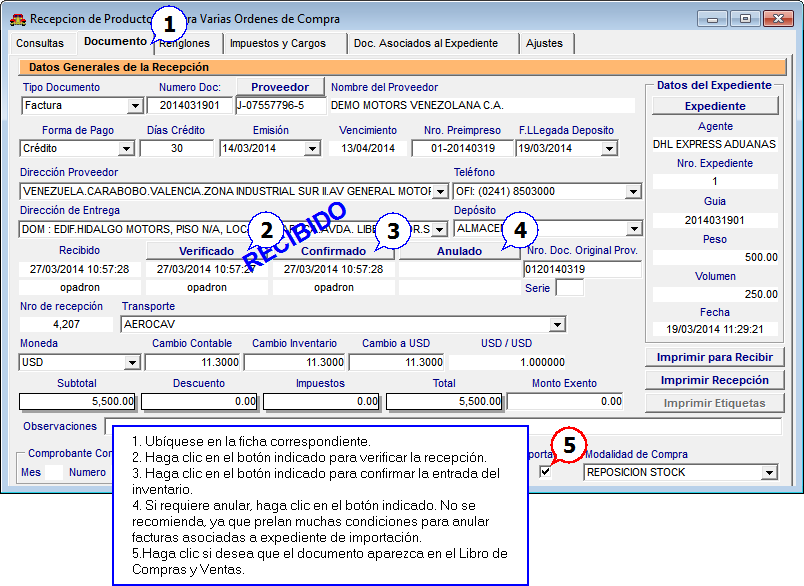 Recepcion de Producto ra Varias Ordenes de Compra
1
Consultas Documento Renglones Impuestos y Cargos Doc. Asociados al Expediente Ajustes
Datos Generales de la Recepción
Tipo Documento Numero Doc: Proveedor Nombre del Proveedor
Factura 2014031901 J-07557796-5 DEMO MOTORS VENEZOLANA C.A.
Forma de Pago Días Crédito Emisión Vencimiento Nro. Preimpreso F.LLegada Deposito
Crédito 30 14/03/2014 13/04/2014 01-20140319 19/03/2014
Dirección Proveedor Teléfono
VENEZUELA.CARABOBO.VALENCIA.ZONA INDUSTRIAL SUR II.AV GENERAL MOTOR OFI: (0241) 8503000
Dirección de Entrega Depósito
DOM : EDIF.HIDALGO MOTORS, PISO N/A, LOC AVDA. LIBE R.S ALMACE
RECIBIDO
2 3 4
Recibido Verificado Confirmado Anulado Nro. Doc. Original Prov.
27/03/2014 10:57:28 27/03/2014 10:57:2 27/03/2014 10:57:28 0120140319
opadron opadron opadron Serie
Nro de recepción Transporte
4,207 AEROCAV
Moneda Cambio Contable Cambio Inventario Cambio a USD USD / USD
USD 11.3000 11.3000 11.3000 1.000000
Subtotal Descuento Impuestos Total Monto Exento
5,500.00 0.00 0.00 5,500.00 0.00
Observaciones
Datos del Expediente
Expediente
Agente
DHL EXPRESS ADUANAS
Nro. Expediente
1
Guia
2014031901
Peso
500.00
Volumen
250.00
Fecha
19/03/2014 11:29:21
Imprimir para Recibir
Imprimir Recepción
Imprimir Etiquetas
Comprobante Con
Mes Numero
porta
5
Modalidad de Compra
REPOSICION STOCK
1. Ubíquese en la ficha correspondiente.
2. Haga clic en el botón indicado para verificar la recepción.
3. Haga clic en el botón indicado para confirmar la entrada del
inventario.
4. Si requiere anular, haga clic en el botón indicado. No se
recomienda, ya que prelan muchas condiciones para anular
facturas asociadas a expediente de importación.
5.Haga clic si desea que el documento aparezca en el Libro de
Compras y Ventas.